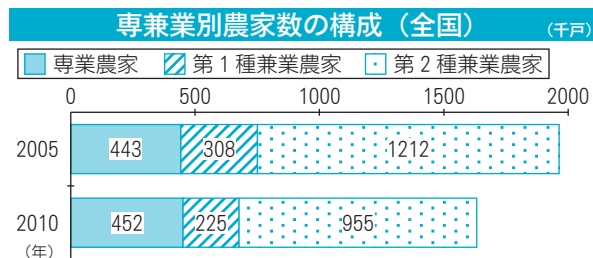 専兼業別農家数の構成（全国）
（千戸）
専業農家 第１種兼業農家 第２種兼業農家
0 500 1000 1500 2000
2005 443 308 1212
2010 452 225 955
（年）